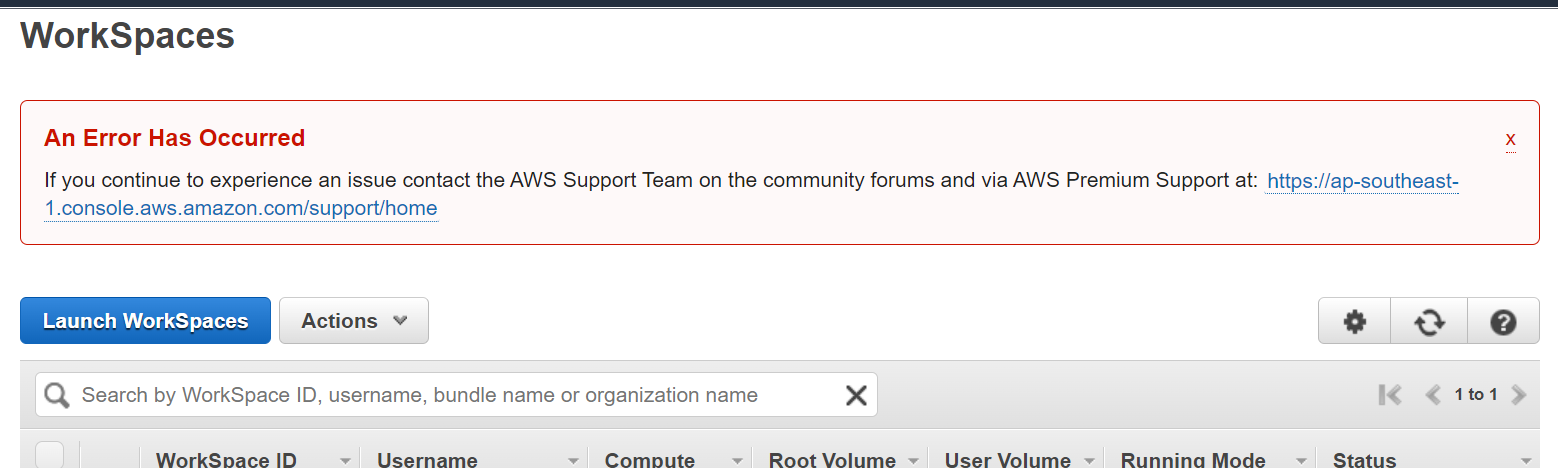 WorkSpaces
An Error Has Occurred
x
If you continue to experience an issue contact the AWS Support Team on the community forums and via AWS Premium Support at: https://ap-southeast-
1.console.aws.amazon.com/support/home
Launch WorkSpaces
Actions
Search by WorkSpace ID, username, bundle name or organization name
1 to 1
WorkSpace ID Username Compute Root Volume User Volume Running Mode Status